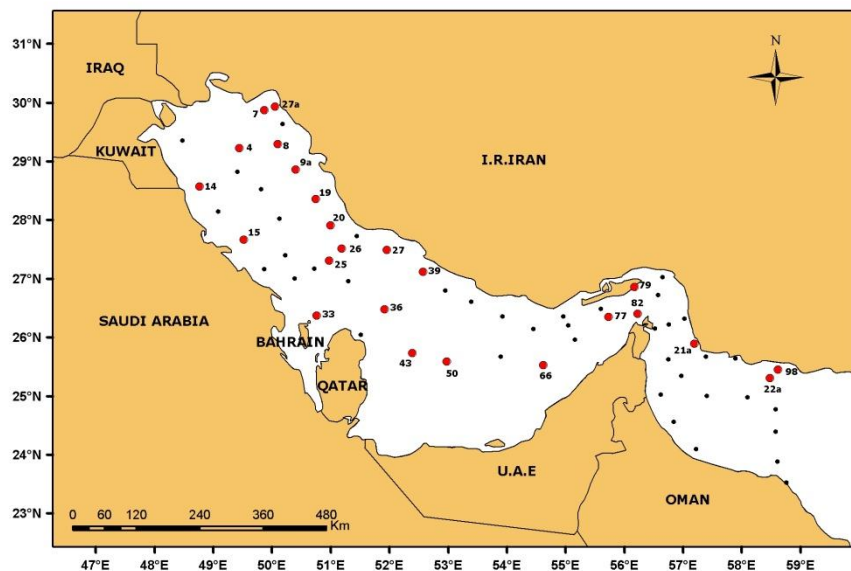 31°N
N
IRAQ
30°N
7
27a
KUWAIT
4
8
I.R.IRAN
29°N
9a
14
19
28°N
15
20
26
27
25
39
27°N
SAUDI ARABIA
33
36
79
82
77
26°N
BAHRAIN
21a
43
50
66
98
QATAR
22a
25°N
24°N
U.A.E
OMAN
23°N
0 60 120 240 360 480
Km
47°E 48°E 49°E 50°E 51°E 52°E 53°E 54°E 55°E 56°E 57°E 58°E 59°E